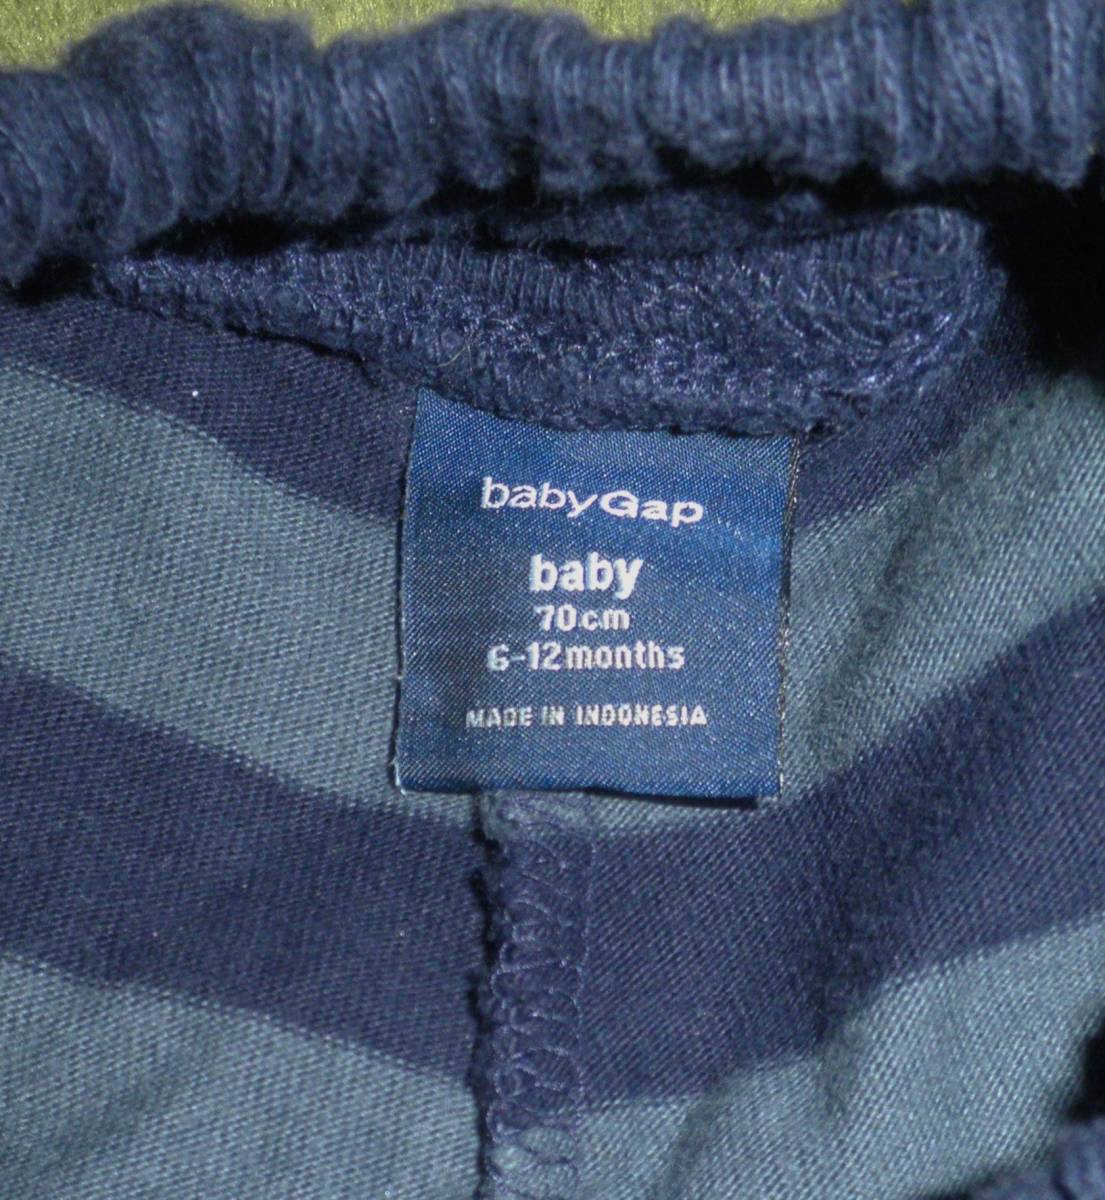 babyGap
baby
70cm
6-12months
MADE IN INDONESIA